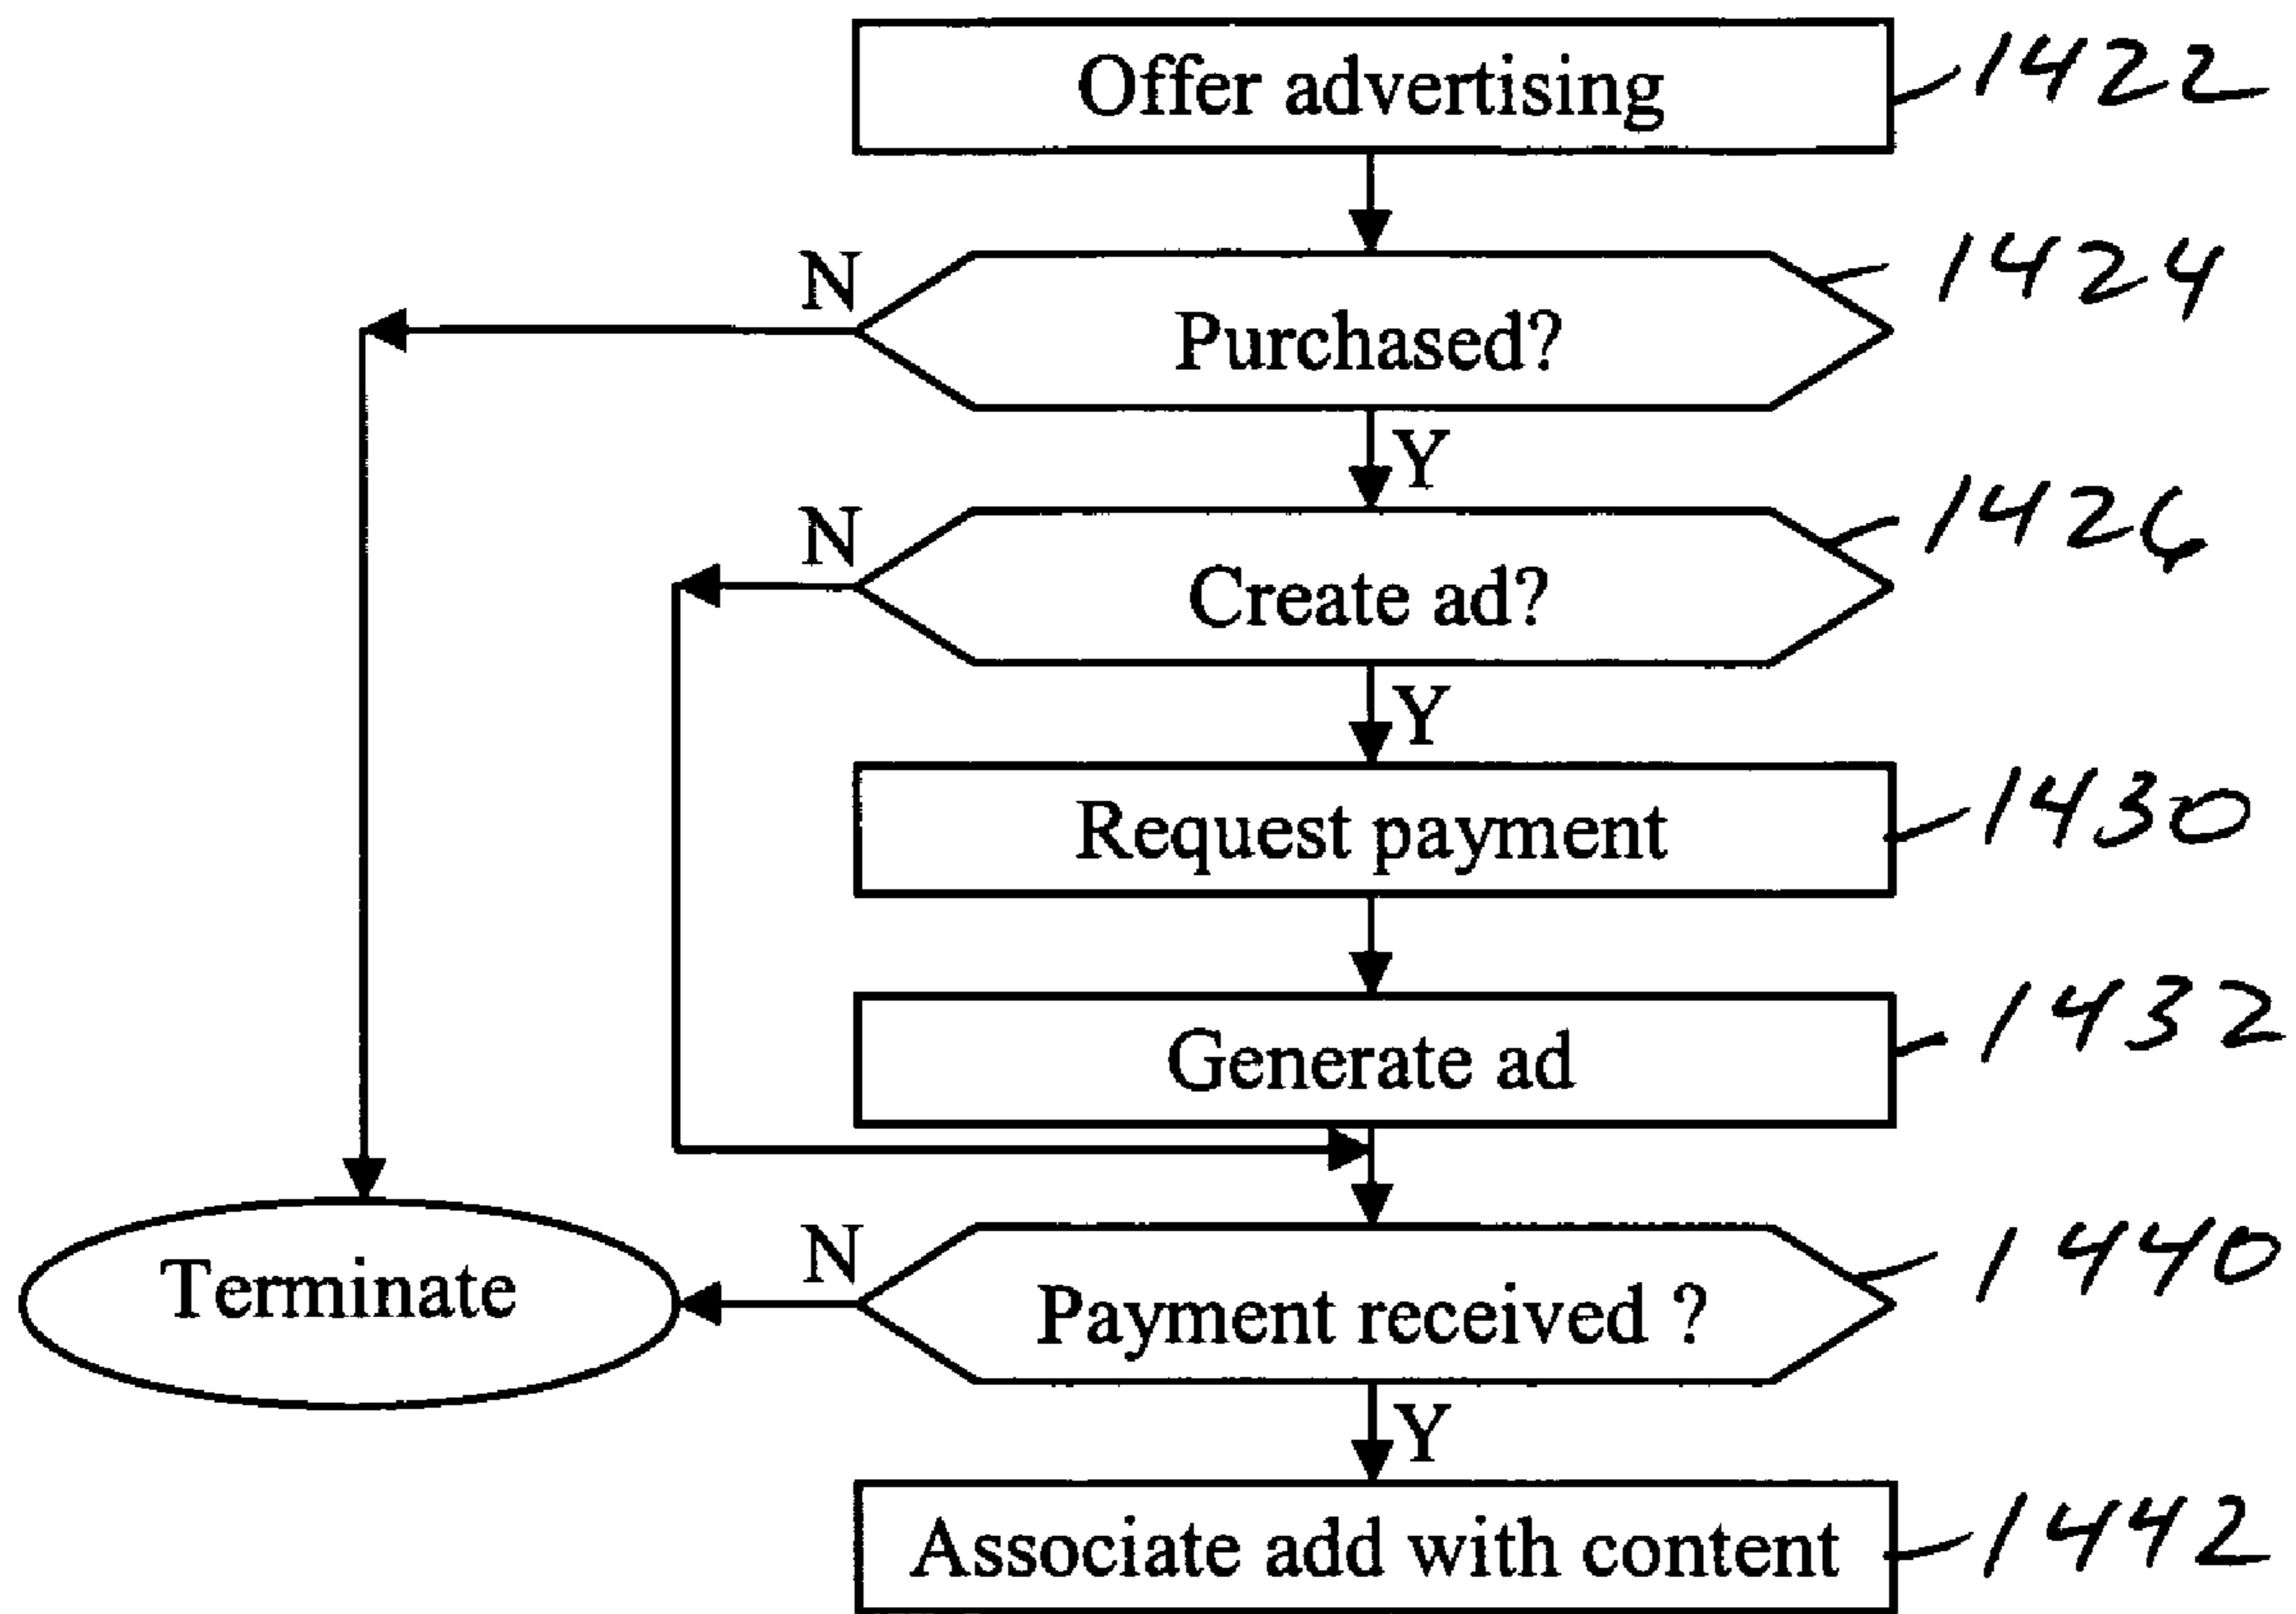 Offer advertising 1422
N
Purchased? 1424
Y
N
Create ad? 1426
Y
Request payment 1430
Generate ad 1432
Terminate
N
Payment received ? 1440
Y
Associate add with content 1442